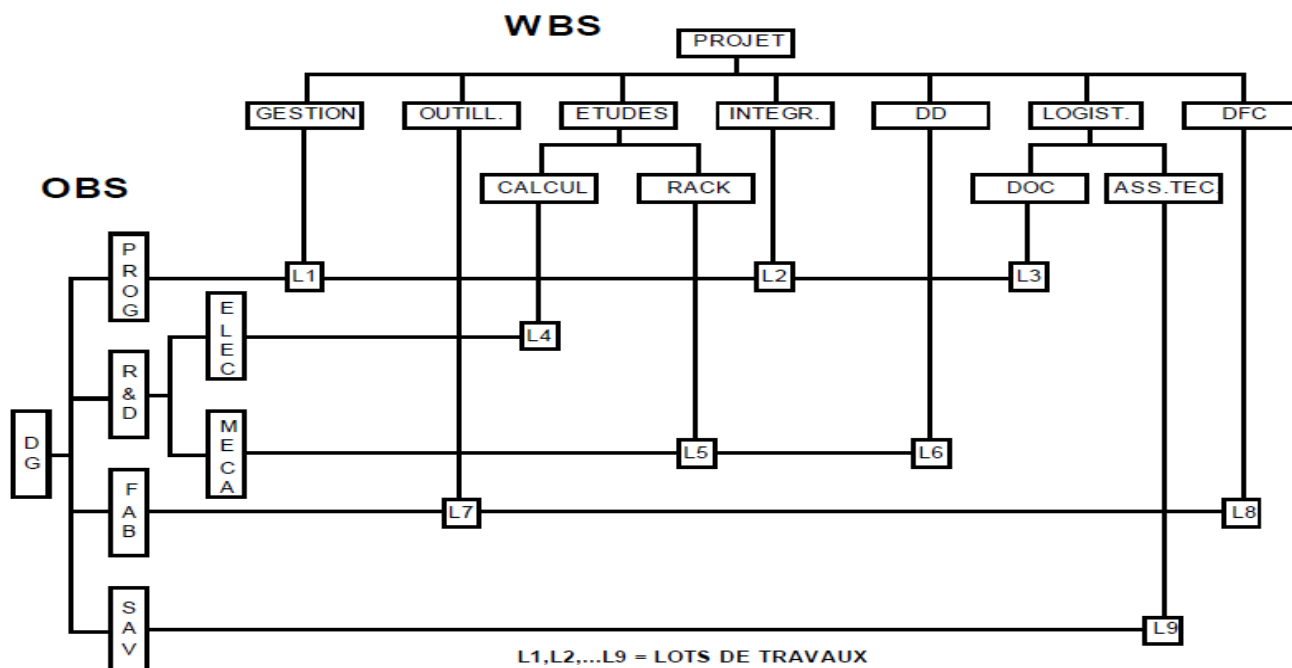 WBS
PROJET
GESTION OUTILL. ETUDES INTEGR. DD LOGIST. DFC
CALCUL RACK DOC ASS.TEC.
OBS
PROG
L1 L2 L3
ELEC
L4
R&D
DG
MECA
L5 L6
FAB
L7 L8
SAV
L9
L1,L2,...L9 = LOTS DE TRAVAUX